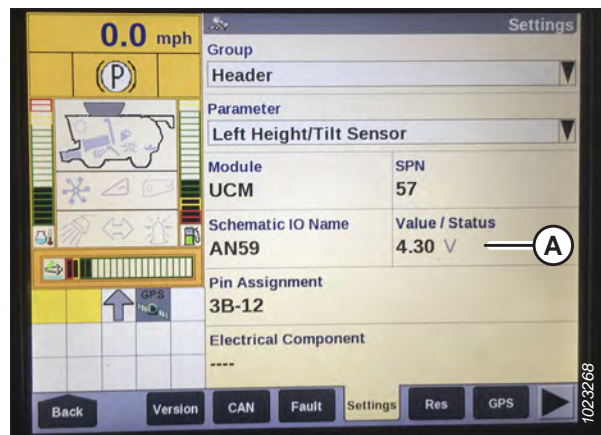 0.0 mph
(P)
Settings
Group
Header
Parameter
Left Height/Tilt Sensor
Module
UCM
SPN
57
Schematic IO Name
AN59
Value / Status
4.30 V
A
Pin Assignment
3B-12
GPS
Electrical Component
----
Back
Version
CAN
Fault
Settings
Res
GPS
1023268